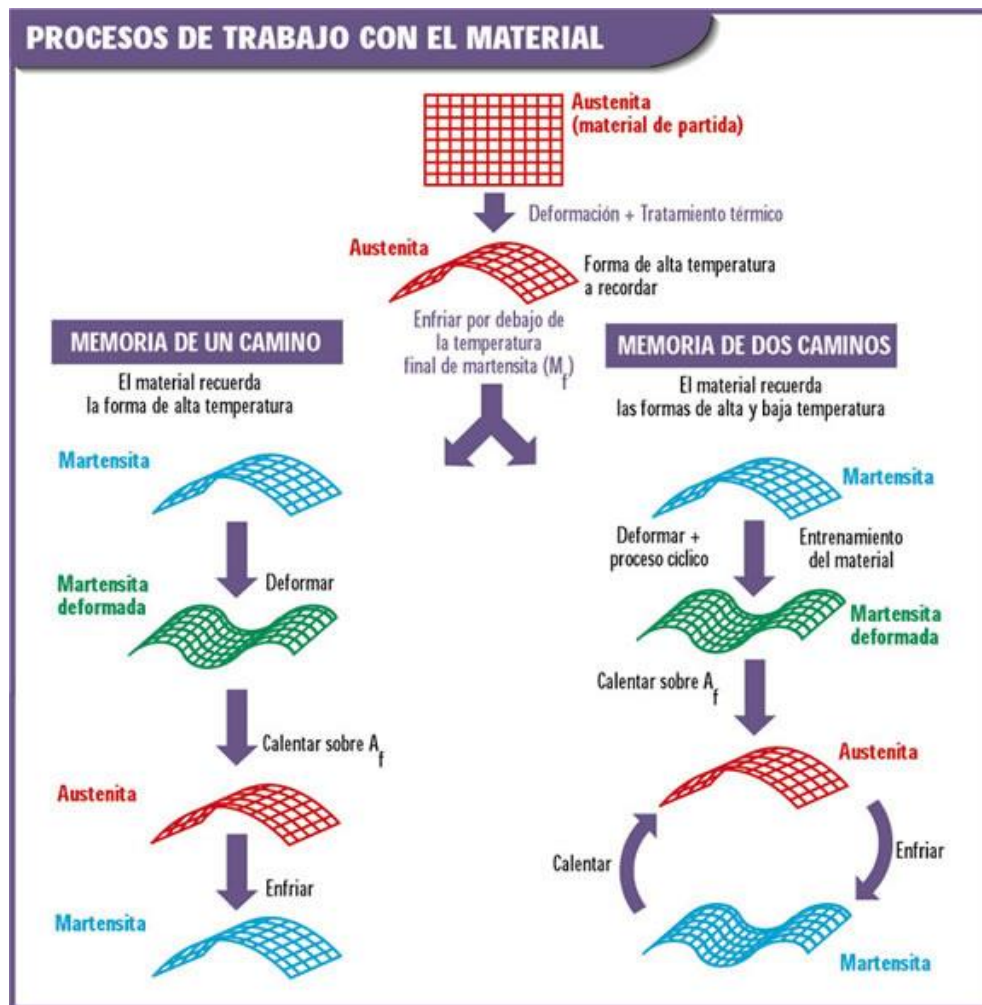 PROCESOS DE TRABAJO CON EL MATERIAL
Austenita
(material de partida)
Deformación + Tratamiento térmico
Austenita
Forma de alta temperatura
a recordar
Enfriar por debajo de
la temperatura
final de martensita (M_f)
MEMORIA DE UN CAMINO
El material recuerda
la forma de alta temperatura
Martensita
Deformar
Martensita
deformada
Calentar sobre A_f
Austenita
Enfriar
Martensita
MEMORIA DE DOS CAMINOS
El material recuerda
las formas de alta y baja temperatura
Martensita
Deformar +
proceso cíclico
Entrenamiento
del material
Martensita
deformada
Calentar sobre A_f
Austenita
Calentar
Enfriar
Martensita